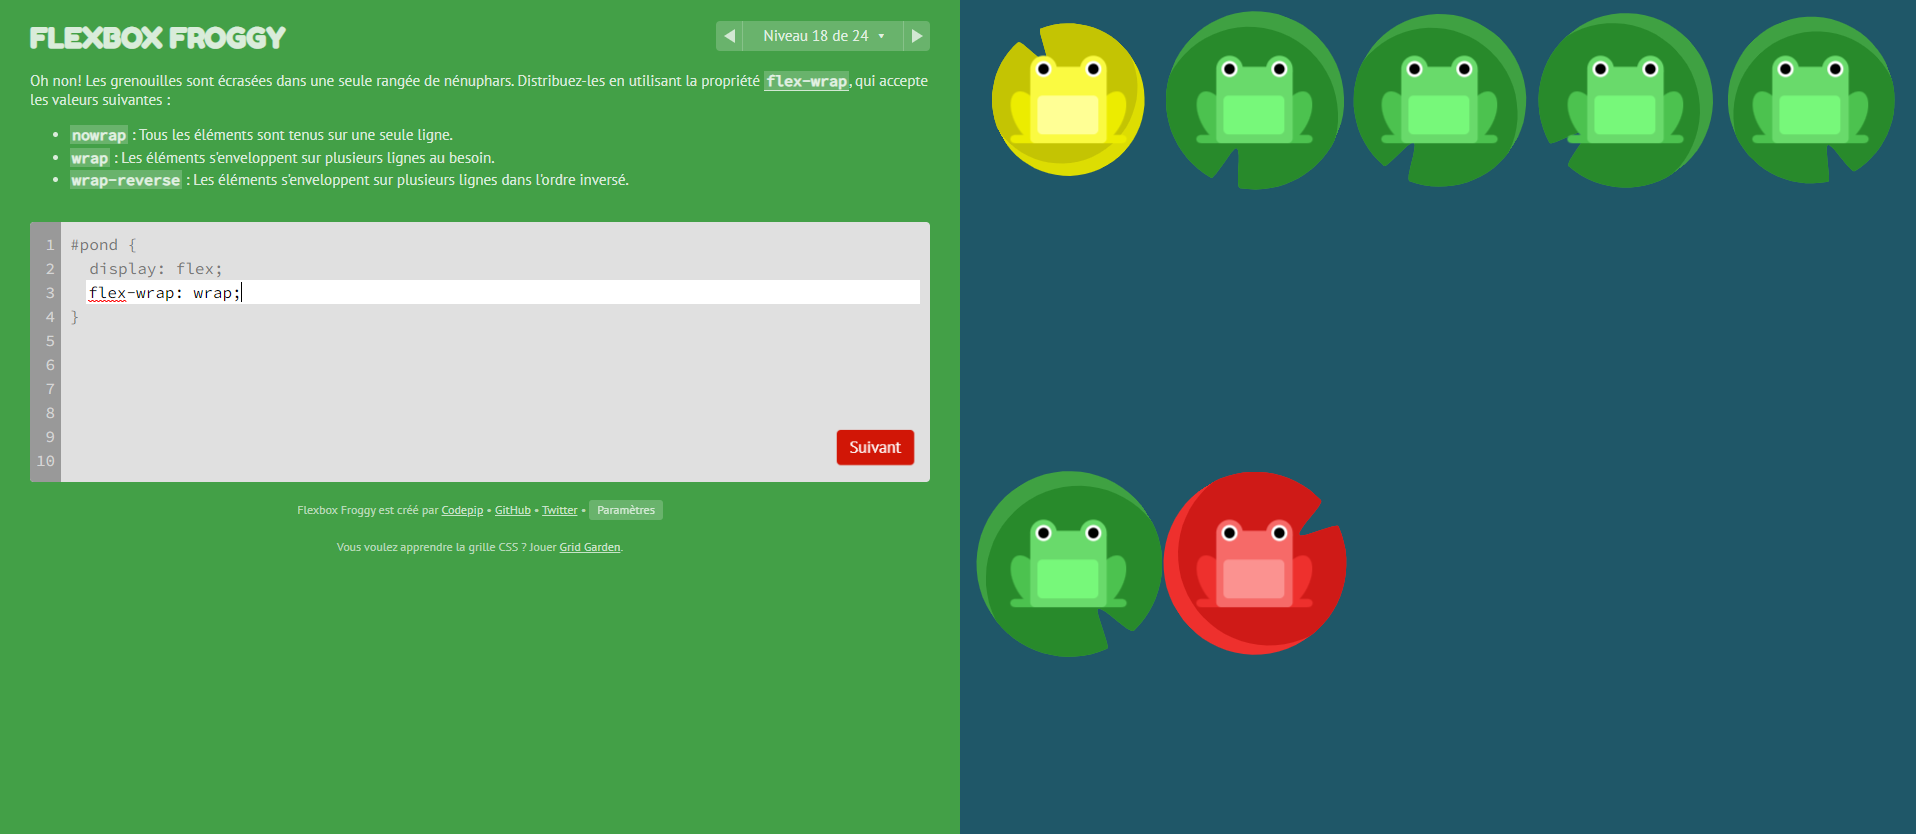 FLEXBOX FROGGY
Niveau 18 de 24
Oh non! Les grenouilles sont écrasées dans une seule rangée de nénuphars. Distribuez-les en utilisant la propriété flex-wrap, qui accepte
les valeurs suivantes :
• nowrap : Tous les éléments sont tenus sur une seule ligne.
• wrap : Les éléments s'enveloppent sur plusieurs lignes au besoin.
• wrap-reverse : Les éléments s'enveloppent sur plusieurs lignes dans l'ordre inversé.
1 #pond {
2 display: flex;
3 flex-wrap: wrap;
4 }
5
6
7
8
9
10
Suivant
Flexbox Froggy est créé par Codepip • GitHub • Twitter • Paramètres
Vous voulez apprendre la grille CSS ? Jouer Grid Garden.